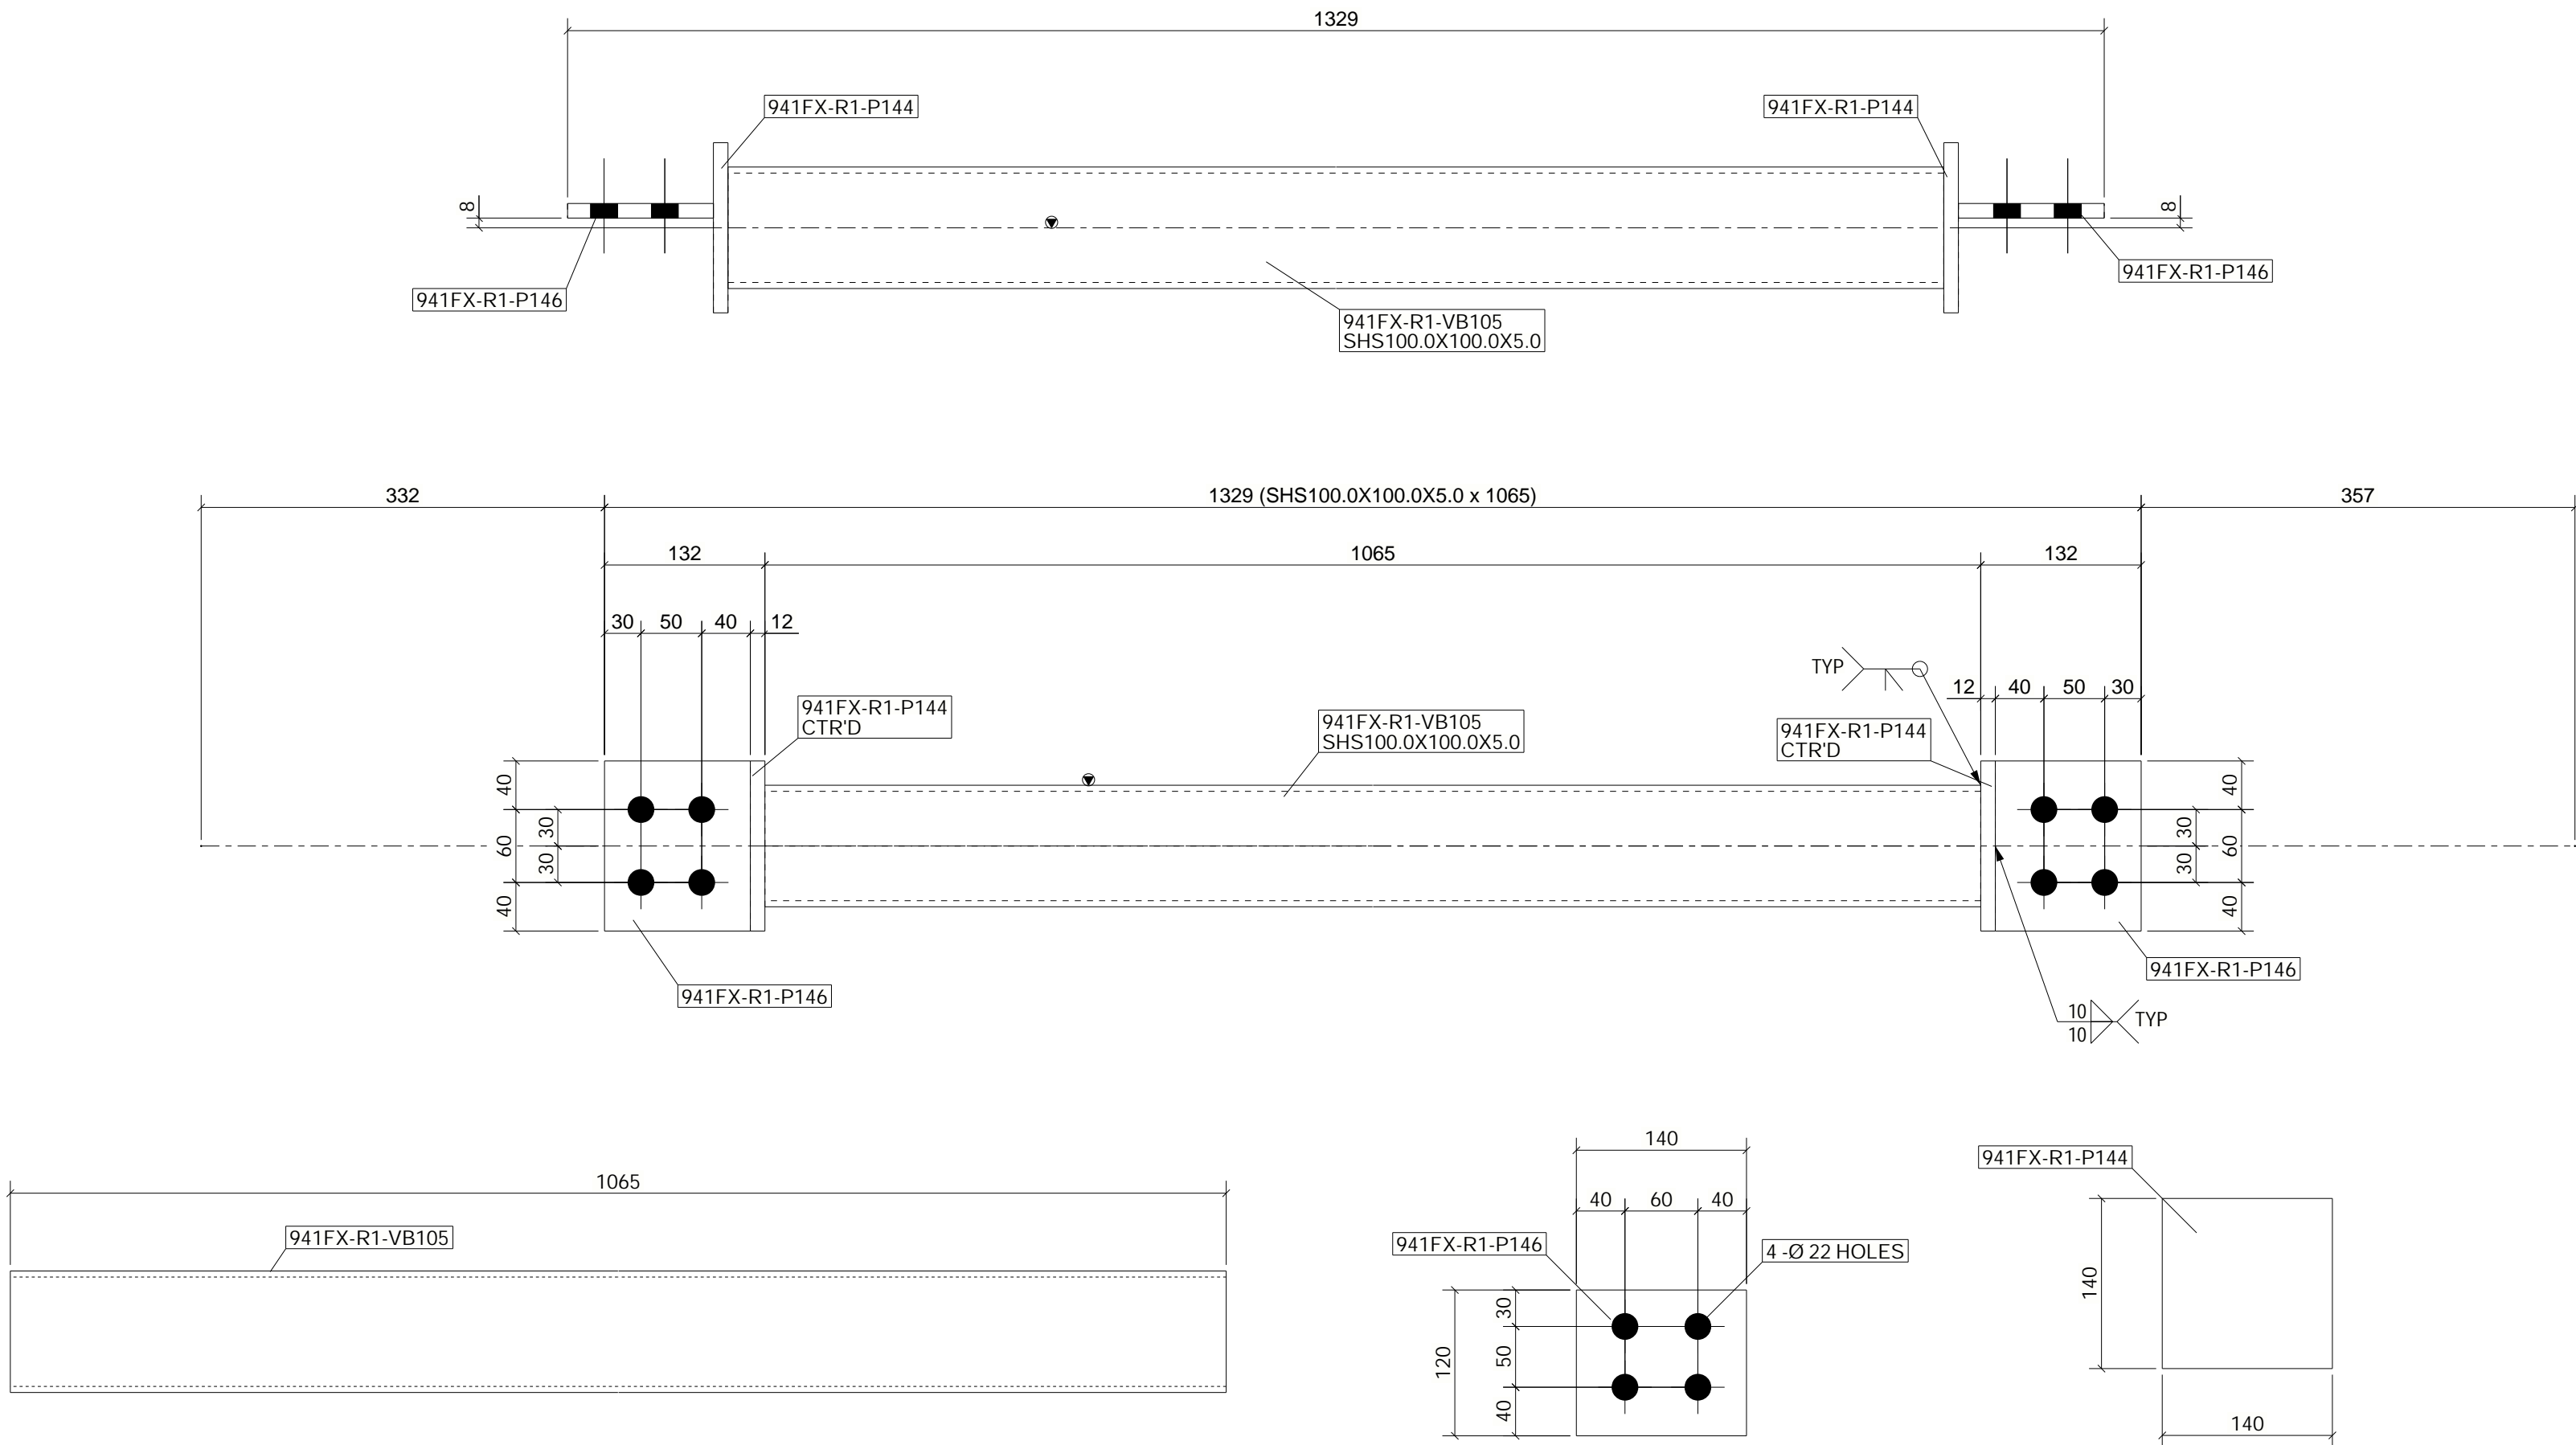 1329
941FX-R1-P144
941FX-R1-P144
8
8
941FX-R1-P146
941FX-R1-P146
941FX-R1-VB105
SHS100.0X100.0X5.0
332
1329 (SHS100.0X100.0X5.0 x 1065)
357
132
1065
132
30 50 40 12
TYP
12 40 50 30
941FX-R1-P144
CTR'D
941FX-R1-VB105
SHS100.0X100.0X5.0
941FX-R1-P144
CTR'D
40
60
40
30
30
40
60
40
30
30
941FX-R1-P146
941FX-R1-P146
10
10
TYP
1065
941FX-R1-VB105
140
40 60 40
941FX-R1-P146
4 -Ø 22 HOLES
30
50
40
120
941FX-R1-P144
140
140